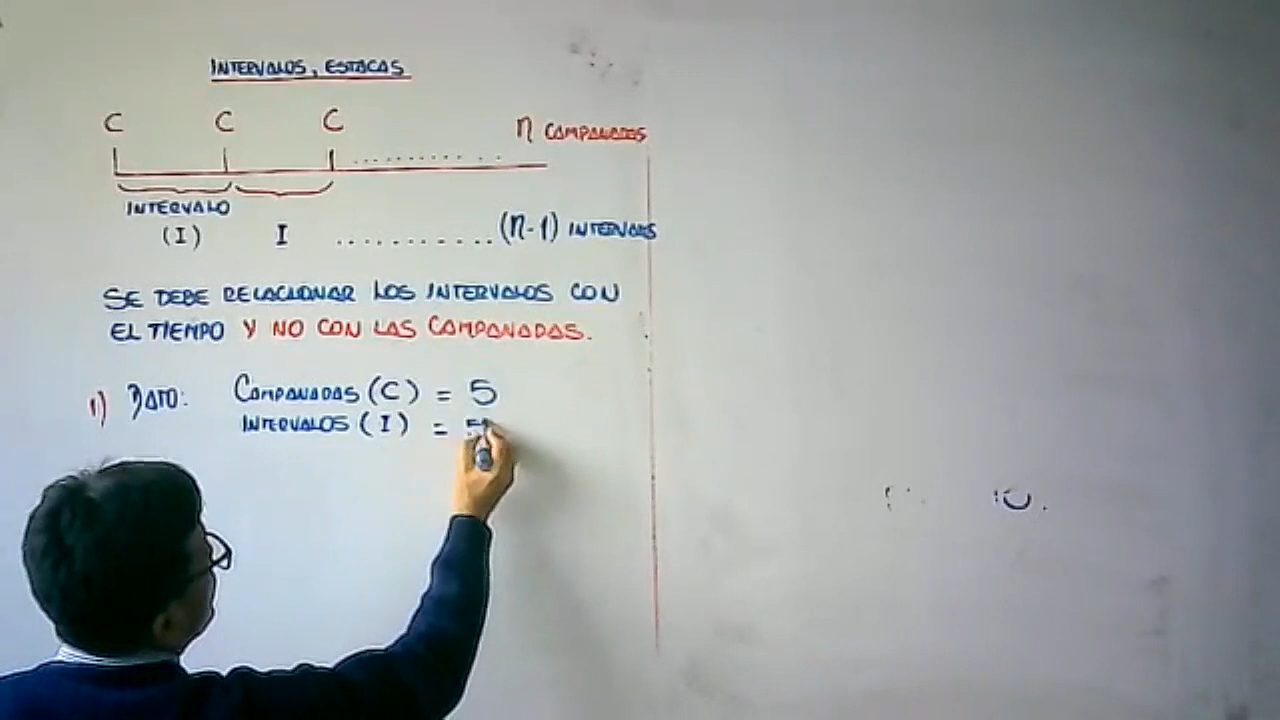 INTERVALOS, ESTACAS
C C C n CAMPANADAS
INTERVALO
(I) I ........... (n-1) INTERVALOS
SE DEBE RELACIONAR LOS INTERVALOS CON
EL TIEMPO Y NO CON LAS CAMPANADAS.
1) DATO: CAMPANADAS (C) = 5
INTERVALOS (I) = 5